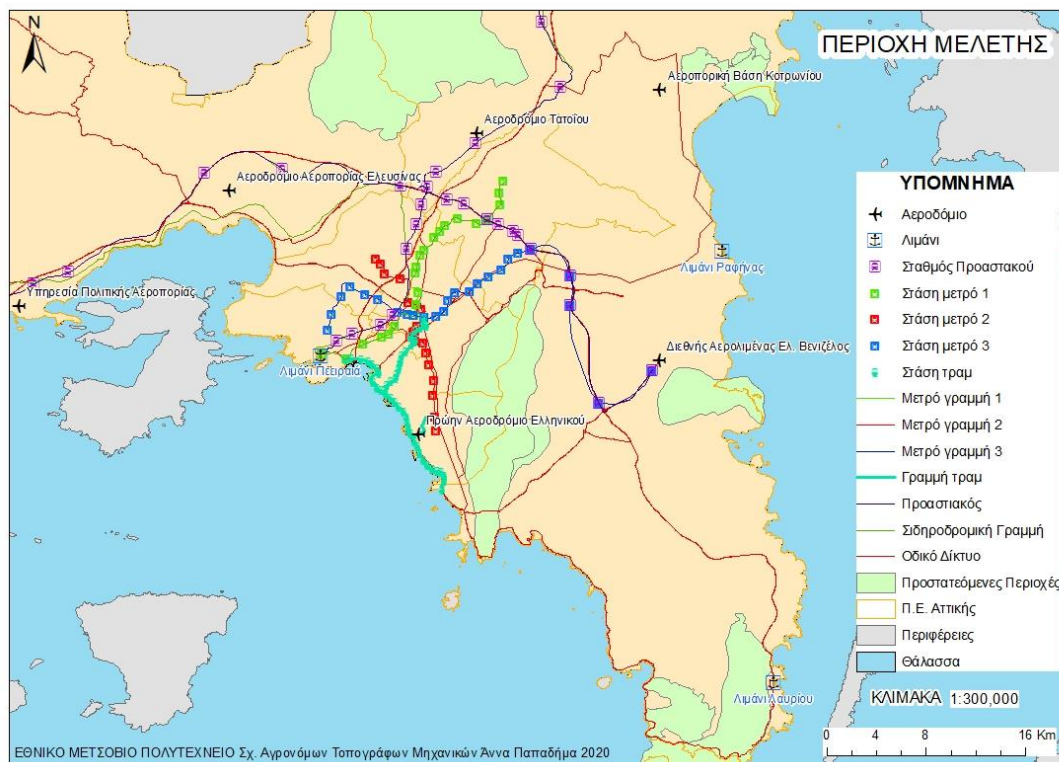 N
ΠΕΡΙΟΧΗ ΜΕΛΕΤΗΣ
Αεροπορική Βάση Κοτρωνίου
Αεροδρόμιο Τατοΐου
Αεροδρόμιο Αεροπορίας Ελευσίνας
Λιμάνι Ραφήνας
Υπηρεσία Πολιτικής Αεροπορίας
Διεθνής Αερολιμένας Ελ. Βενιζέλος
Λιμάνι Πειραιά
Πρώην Αεροδρόμιο Ελληνικού
Λιμάνι Λαυρίου
ΥΠΟΜΝΗΜΑ
Αεροδόμιο
Λιμάνι
Σταθμός Προαστακού
Στάση μετρό 1
Στάση μετρό 2
Στάση μετρό 3
Στάση τραμ
Μετρό γραμμή 1
Μετρό γραμμή 2
Μετρό γραμμή 3
Γραμμή τραμ
Προαστιακός
Σιδηροδρομική Γραμμή
Οδικό Δίκτυο
Προστατεόμενες Περιοχές
Π.Ε. Αττικής
Περιφέρειες
Θάλασσα
ΚΛΙΜΑΚΑ 1:300,000
0 4 8 16 Km
ΕΘΝΙΚΟ ΜΕΤΣΟΒΙΟ ΠΟΛΥΤΕΧΝΕΙΟ Σχ. Αγρονόμων Τοπογράφων Μηχανικών Άννα Παπαδήμα 2020